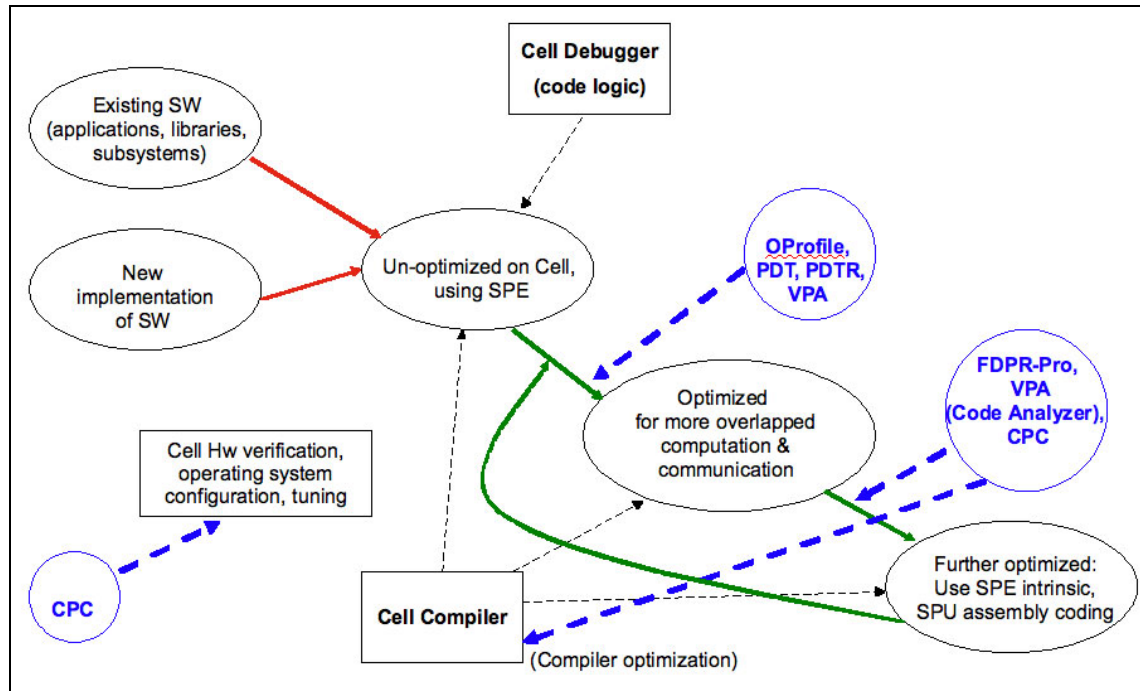 Cell Debugger
(code logic)
Existing SW
(applications, libraries,
subsystems)
New
implementation
of SW
Un-optimized on Cell,
using SPE
OProfile,
PDT, PDTR,
VPA
FDPR-Pro,
VPA
(Code Analyzer),
CPC
Optimized
for more overlapped
computation &
communication
Cell Hw verification,
operating system
configuration, tuning
CPC
Cell Compiler
(Compiler optimization)
Further optimized:
Use SPE intrinsic,
SPU assembly coding